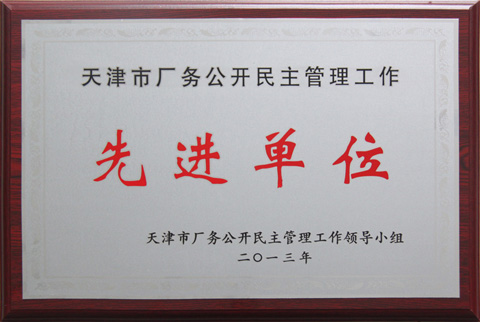 天津市厂务公开民主管理工作
先进单位
天津市厂务公开民主管理工作领导小组
二〇一三年